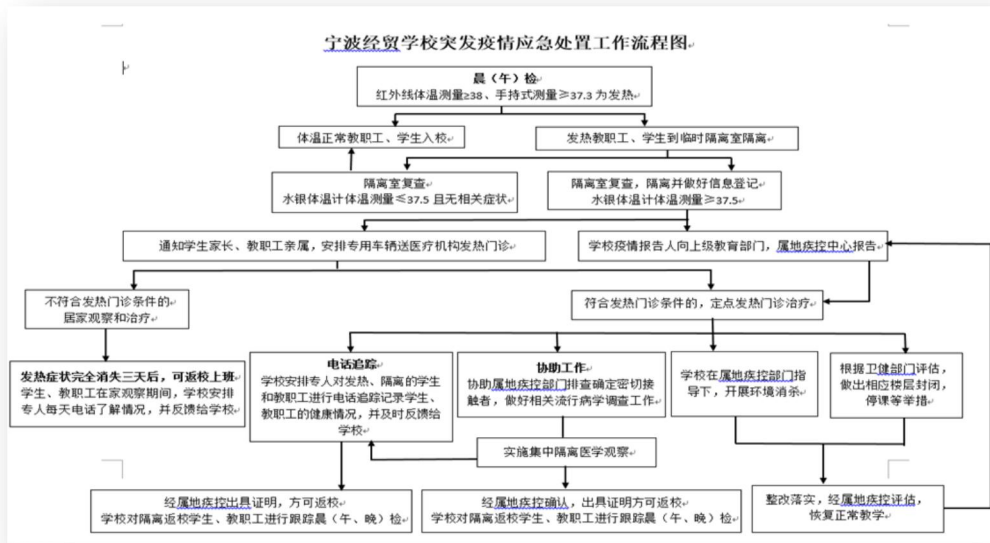 宁波经贸学校突发疫情应急处置工作流程图
晨（午）检
红外线体温测量≥38、手持式测量≥37.3 为发热
体温正常教职工、学生入校
发热教职工、学生到临时隔离室隔离
隔离室复查
水银体温计体温测量≤37.5 且无相关症状
隔离室复查，隔离并做好信息登记
水银体温计体温测量≥37.5
通知学生家长、教职工亲属，安排专用车辆送医疗机构发热门诊
学校疫情报告人向上级教育部门，属地疾控中心报告
不符合发热门诊条件的
居家观察和治疗
符合发热门诊条件的，定点发热门诊治疗
发热症状完全消失三天后，可返校上班
学生、教职工在家观察期间，学校安排
专人每天电话了解情况，并反馈给学校
电话追踪
学校安排专人对发热、隔离的学生
和教职工进行电话追踪记录学生、
教职工的健康情况，并及时反馈给
学校
协助工作
协助属地疾控部门排查确定密切接
触者，做好相关流行病学调查工作
学校在属地疾控部门指
导下，开展环境消杀
根据卫健部门评估，
做出相应楼层封闭，
停课等举措
实施集中隔离医学观察
经属地疾控出具证明，方可返校
学校对隔离返校学生、教职工进行跟踪晨（午、晚）检
经属地疾控确认，出具证明方可返校
学校对隔离返校学生、教职工进行跟踪晨（午、晚）检
整改落实，经属地疾控评估，
恢复正常教学